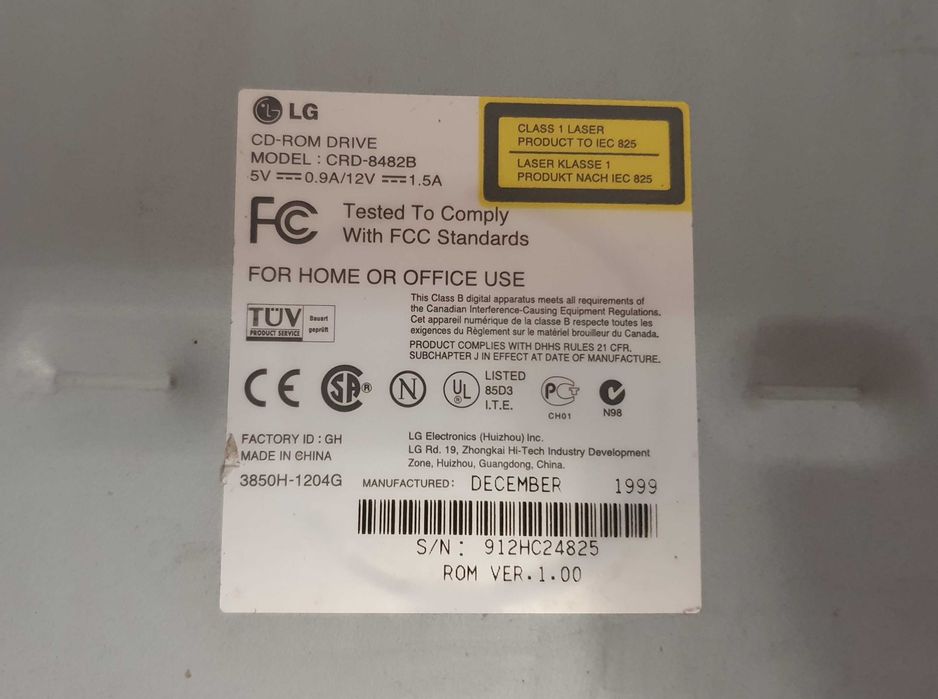 LG
CD-ROM DRIVE
MODEL : CRD-8482B
5V 0.9A/12V 1.5A
CLASS 1 LASER
PRODUCT TO IEC 825
LASER KLASSE 1
PRODUKT NACH IEC 825
FC Tested To Comply
With FCC Standards
FOR HOME OR OFFICE USE
TÜV
PRODUCT SERVICE
Bauart
geprüft
This Class B digital apparatus meets all requirements of
the Canadian Interference-Causing Equipment Regulations.
Cet appareil numérique de la classe B respecte toutes les
exigences du Règlement sur le matériel brouilleur du Canada.
PRODUCT COMPLIES WITH DHHS RULES 21 CFR,
SUBCHAPTER J IN EFFECT AT DATE OF MANUFACTURE.
CE SA ® N UL ® LISTED
85D3
I.T.E.
PCT
CH01
N98
FACTORY ID : GH
MADE IN CHINA
3850H-1204G
LG Electronics (Huizhou) Inc.
LG Rd. 19, Zhongkai Hi-Tech Industry Development
Zone, Huizhou, Guangdong, China.
MANUFACTURED: DECEMBER 1999
S/N: 912HC24825
ROM VER.1.00